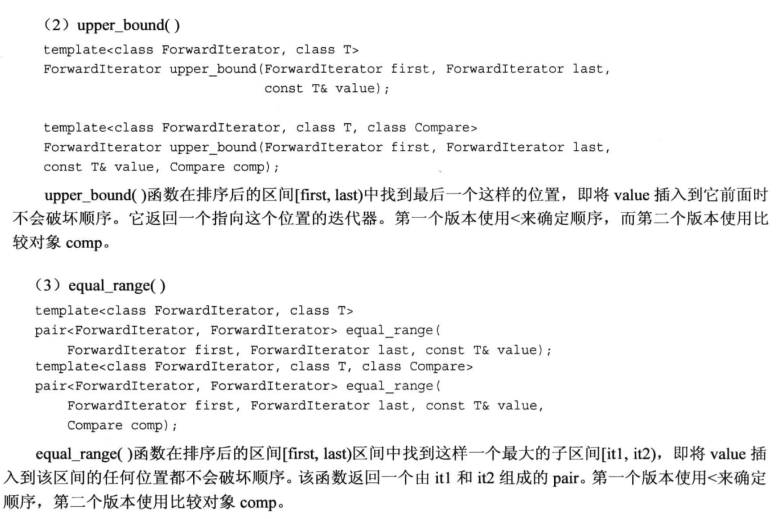 （2）upper_bound( )
template<class ForwardIterator, class T>
ForwardIterator upper_bound(ForwardIterator first, ForwardIterator last,
const T& value);
template<class ForwardIterator, class T, class Compare>
ForwardIterator upper_bound(ForwardIterator first, ForwardIterator last,
const T& value, Compare comp);
upper_bound( )函数在排序后的区间[first, last)中找到最后一个这样的位置，即将 value 插入到它前面时
不会破坏顺序。它返回一个指向这个位置的迭代器。第一个版本使用<来确定顺序，而第二个版本使用比
较对象 comp。
（3）equal_range( )
template<class ForwardIterator, class T>
pair<ForwardIterator, ForwardIterator> equal_range(
ForwardIterator first, ForwardIterator last, const T& value);
template<class ForwardIterator, class T, class Compare>
pair<ForwardIterator, ForwardIterator> equal_range(
ForwardIterator first, ForwardIterator last, const T& value,
Compare comp);
equal_range( )函数在排序后的区间[first, last)区间中找到这样一个最大的子区间[it1, it2)，即将 value 插
入到该区间的任何位置都不会破坏顺序。该函数返回一个由 it1 和 it2 组成的 pair。第一个版本使用<来确定
顺序，第二个版本使用比较对象 comp。